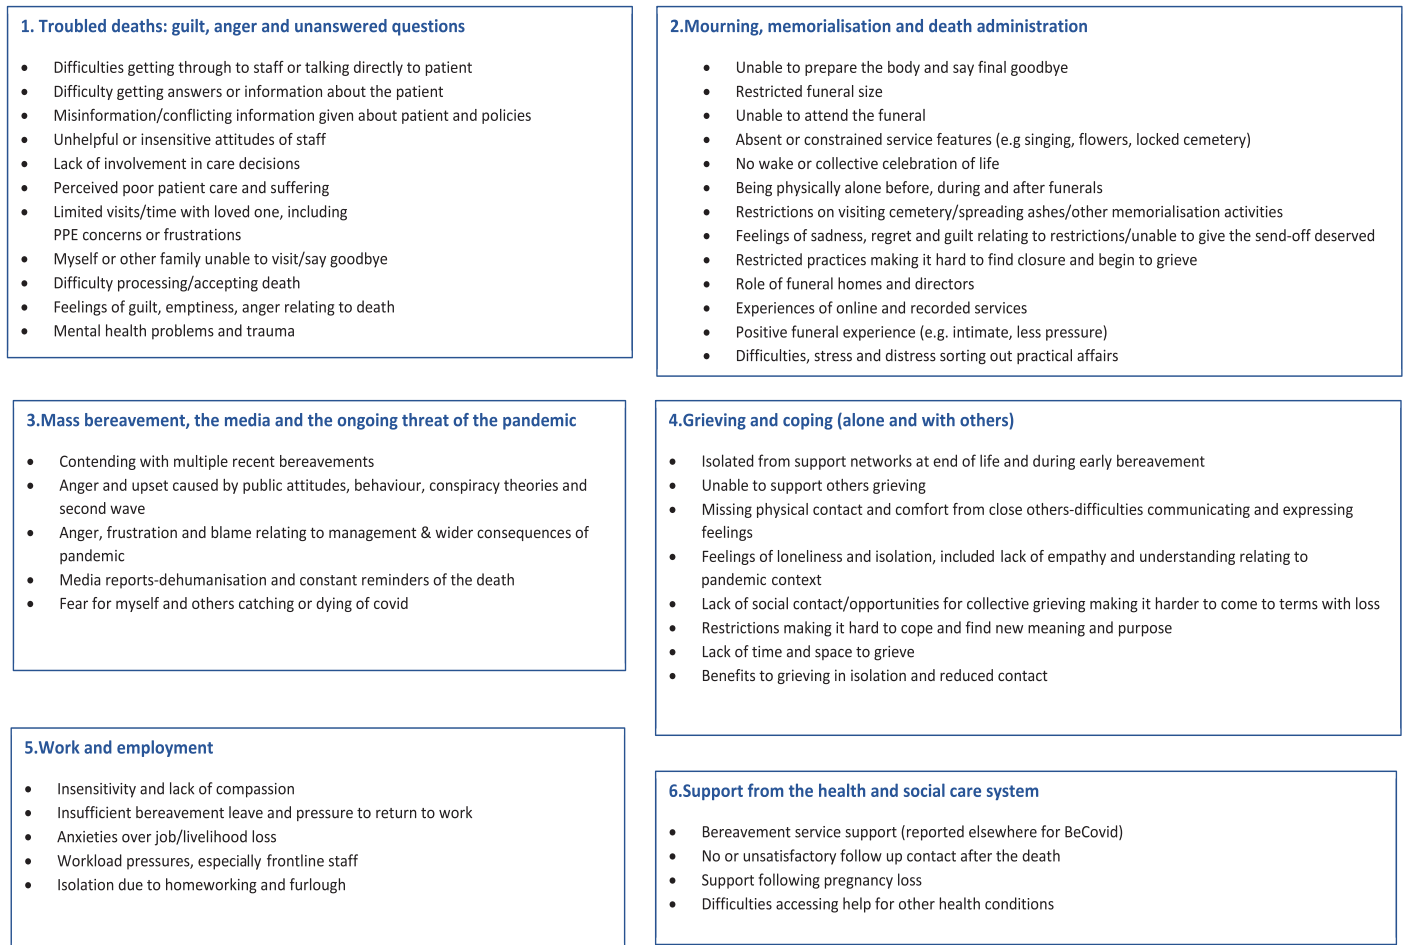 1. Troubled deaths: guilt, anger and unanswered questions
• Difficulties getting through to staff or talking directly to patient
• Difficulty getting answers or information about the patient
• Misinformation/conflicting information given about patient and policies
• Unhelpful or insensitive attitudes of staff
• Lack of involvement in care decisions
• Perceived poor patient care and suffering
• Limited visits/time with loved one, including
PPE concerns or frustrations
• Myself or other family unable to visit/say goodbye
• Difficulty processing/accepting death
• Feelings of guilt, emptiness, anger relating to death
• Mental health problems and trauma
2.Mourning, memorialisation and death administration
• Unable to prepare the body and say final goodbye
• Restricted funeral size
• Unable to attend the funeral
• Absent or constrained service features (e.g singing, flowers, locked cemetery)
• No wake or collective celebration of life
• Being physically alone before, during and after funerals
• Restrictions on visiting cemetery/spreading ashes/other memorialisation activities
• Feelings of sadness, regret and guilt relating to restrictions/unable to give the send-off deserved
• Restricted practices making it hard to find closure and begin to grieve
• Role of funeral homes and directors
• Experiences of online and recorded services
• Positive funeral experience (e.g. intimate, less pressure)
• Difficulties, stress and distress sorting out practical affairs
3.Mass bereavement, the media and the ongoing threat of the pandemic
• Contending with multiple recent bereavements
• Anger and upset caused by public attitudes, behaviour, conspiracy theories and
second wave
• Anger, frustration and blame relating to management & wider consequences of
pandemic
• Media reports-dehumanisation and constant reminders of the death
• Fear for myself and others catching or dying of covid
4.Grieving and coping (alone and with others)
• Isolated from support networks at end of life and during early bereavement
• Unable to support others grieving
• Missing physical contact and comfort from close others-difficulties communicating and expressing
feelings
• Feelings of loneliness and isolation, included lack of empathy and understanding relating to
pandemic context
• Lack of social contact/opportunities for collective grieving making it harder to come to terms with loss
• Restrictions making it hard to cope and find new meaning and purpose
• Lack of time and space to grieve
• Benefits to grieving in isolation and reduced contact
5.Work and employment
• Insensitivity and lack of compassion
• Insufficient bereavement leave and pressure to return to work
• Anxieties over job/livelihood loss
• Workload pressures, especially frontline staff
• Isolation due to homeworking and furlough
6.Support from the health and social care system
• Bereavement service support (reported elsewhere for BeCovid)
• No or unsatisfactory follow up contact after the death
• Support following pregnancy loss
• Difficulties accessing help for other health conditions